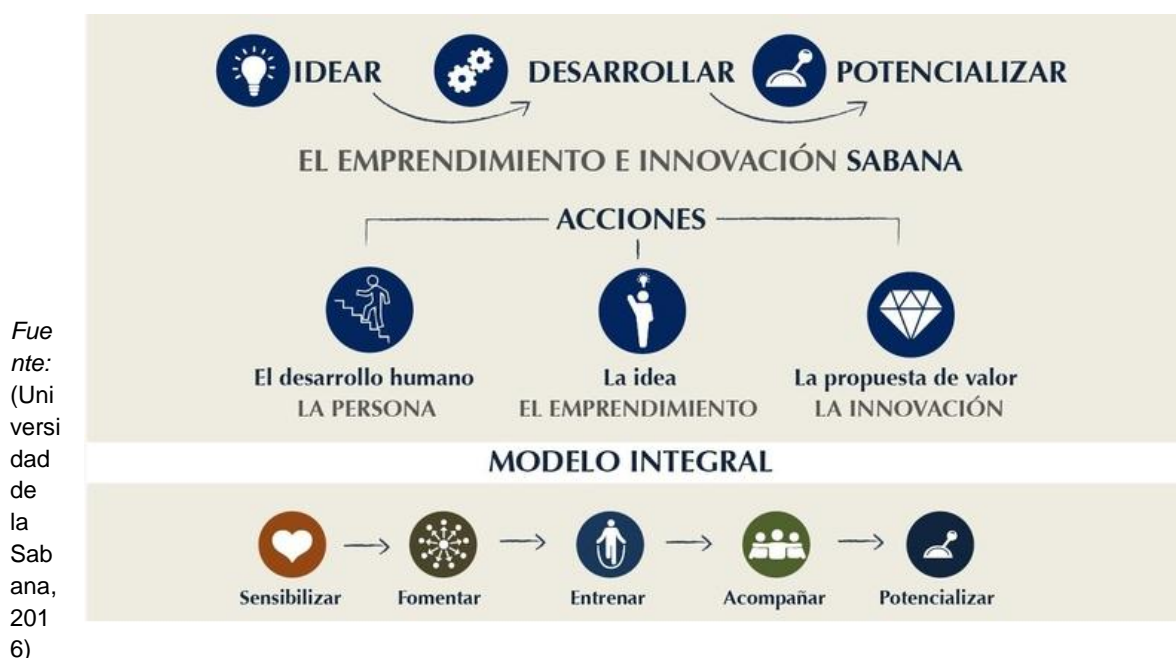 IDEAR DESARROLLAR POTENCIALIZAR
EL EMPRENDIMIENTO E INNOVACIÓN SABANA
ACCIONES
El desarrollo humano
LA PERSONA
La idea
EL EMPRENDIMIENTO
La propuesta de valor
LA INNOVACIÓN
MODELO INTEGRAL
Sensibilizar Fomentar Entrenar Acompañar Potencializar
Fue
nte:
(Uni
versi
dad
de
la
Sab
ana,
201
6)